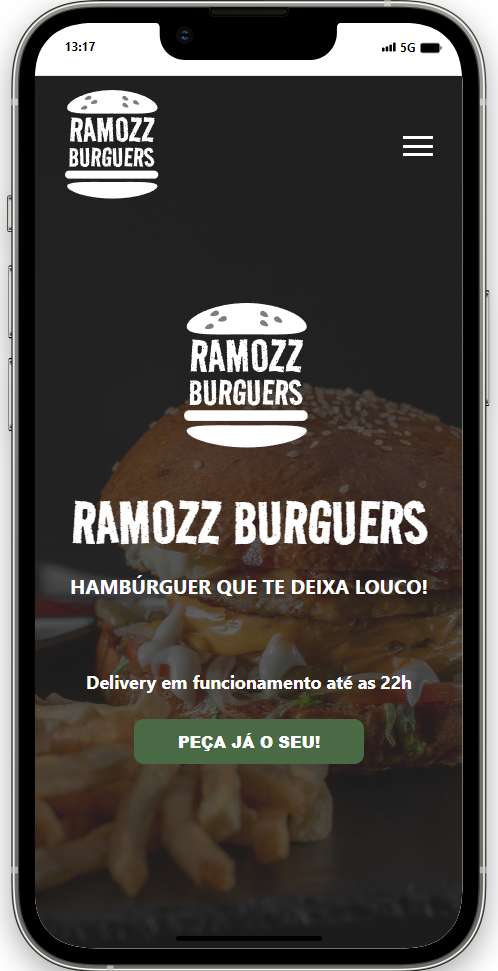 13:17
5G
RAMOZZ
BURGUERS
RAMOZZ
BURGUERS
RAMOZZ BURGUERS
HAMBÚRGUER QUE TE DEIXA LOUCO!
Delivery em funcionamento até as 22h
PEÇA JÁ O SEU!